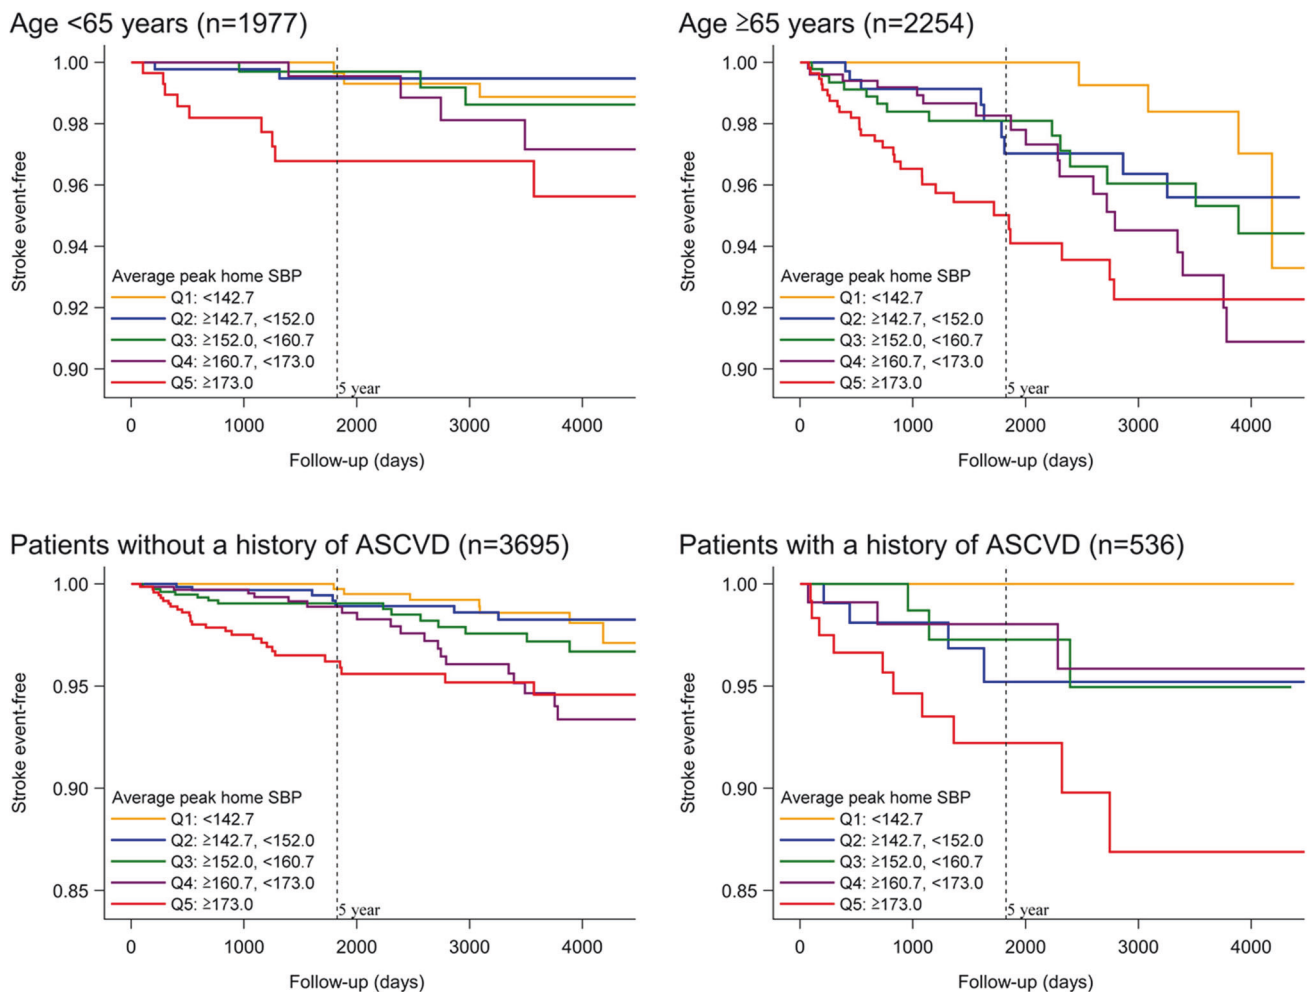 Age <65 years (n=1977)
1.00
0.98
0.96
0.94
0.92
0.90
Stroke event-free
Average peak home SBP
Q1: <142.7
Q2: ≥142.7, <152.0
Q3: ≥152.0, <160.7
Q4: ≥160.7, <173.0
Q5: ≥173.0
5 year
0 1000 2000 3000 4000
Follow-up (days)
Age ≥65 years (n=2254)
1.00
0.98
0.96
0.94
0.92
0.90
Stroke event-free
Average peak home SBP
Q1: <142.7
Q2: ≥142.7, <152.0
Q3: ≥152.0, <160.7
Q4: ≥160.7, <173.0
Q5: ≥173.0
5 year
0 1000 2000 3000 4000
Follow-up (days)
Patients without a history of ASCVD (n=3695)
1.00
0.95
0.90
0.85
Stroke event-free
Average peak home SBP
Q1: <142.7
Q2: ≥142.7, <152.0
Q3: ≥152.0, <160.7
Q4: ≥160.7, <173.0
Q5: ≥173.0
5 year
0 1000 2000 3000 4000
Follow-up (days)
Patients with a history of ASCVD (n=536)
1.00
0.95
0.90
0.85
Stroke event-free
Average peak home SBP
Q1: <142.7
Q2: ≥142.7, <152.0
Q3: ≥152.0, <160.7
Q4: ≥160.7, <173.0
Q5: ≥173.0
5 year
0 1000 2000 3000 4000
Follow-up (days)